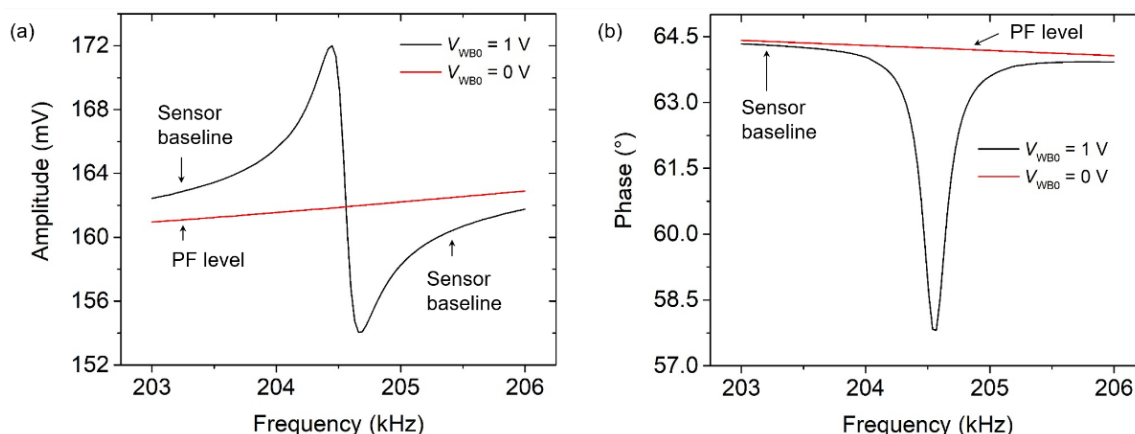 (a)
172
168
164
160
156
152
Amplitude (mV)
V_WB0 = 1 V
V_WB0 = 0 V
Sensor
baseline
PF level
Sensor
baseline
203
204
205
206
Frequency (kHz)
(b)
64.5
63.0
61.5
60.0
58.5
57.0
Phase (°)
PF level
Sensor
baseline
V_WB0 = 1 V
V_WB0 = 0 V
203
204
205
206
Frequency (kHz)